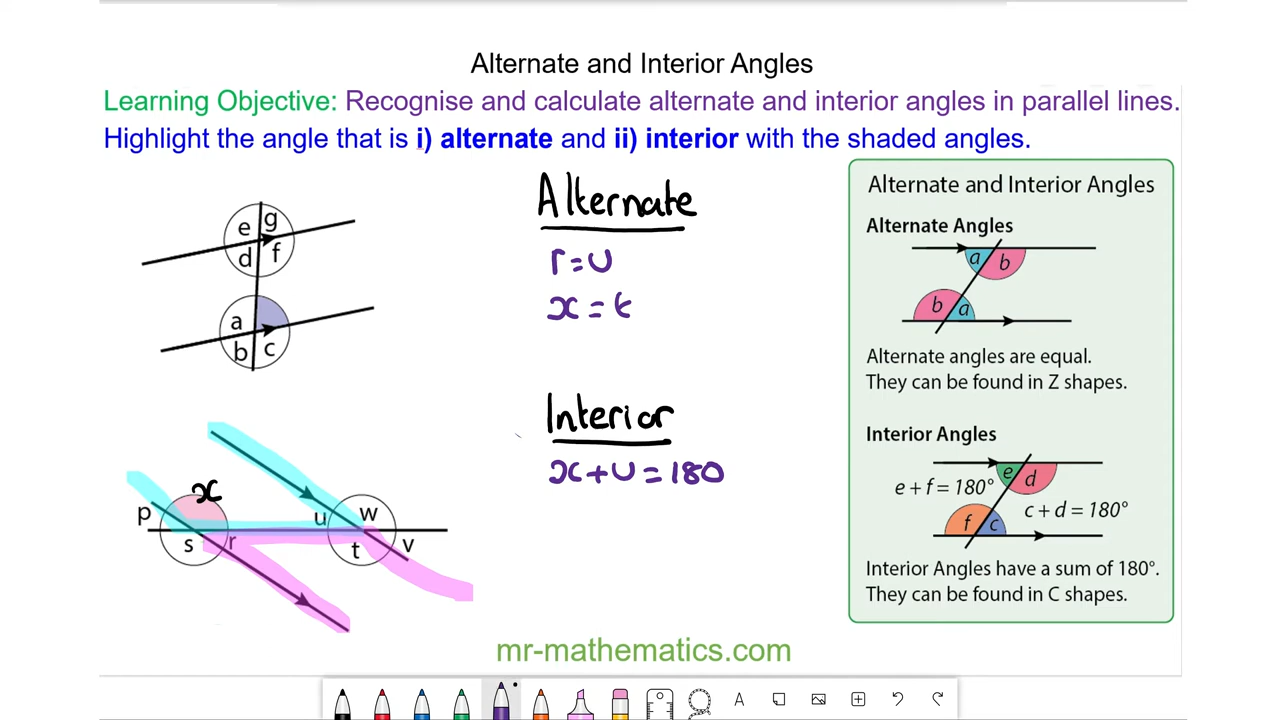 Alternate and Interior Angles
Learning Objective: Recognise and calculate alternate and interior angles in parallel lines.
Highlight the angle that is i) alternate and ii) interior with the shaded angles.
e g
d f
a
b c
Alternate
r = u
x = t
Interior
x + u = 180
x
p
s r
u w
t v
Alternate and Interior Angles
Alternate Angles
a b
b a
Alternate angles are equal.
They can be found in Z shapes.
Interior Angles
e d
e + f = 180°
c + d = 180°
f c
Interior Angles have a sum of 180°.
They can be found in C shapes.
mr-mathematics.com
A